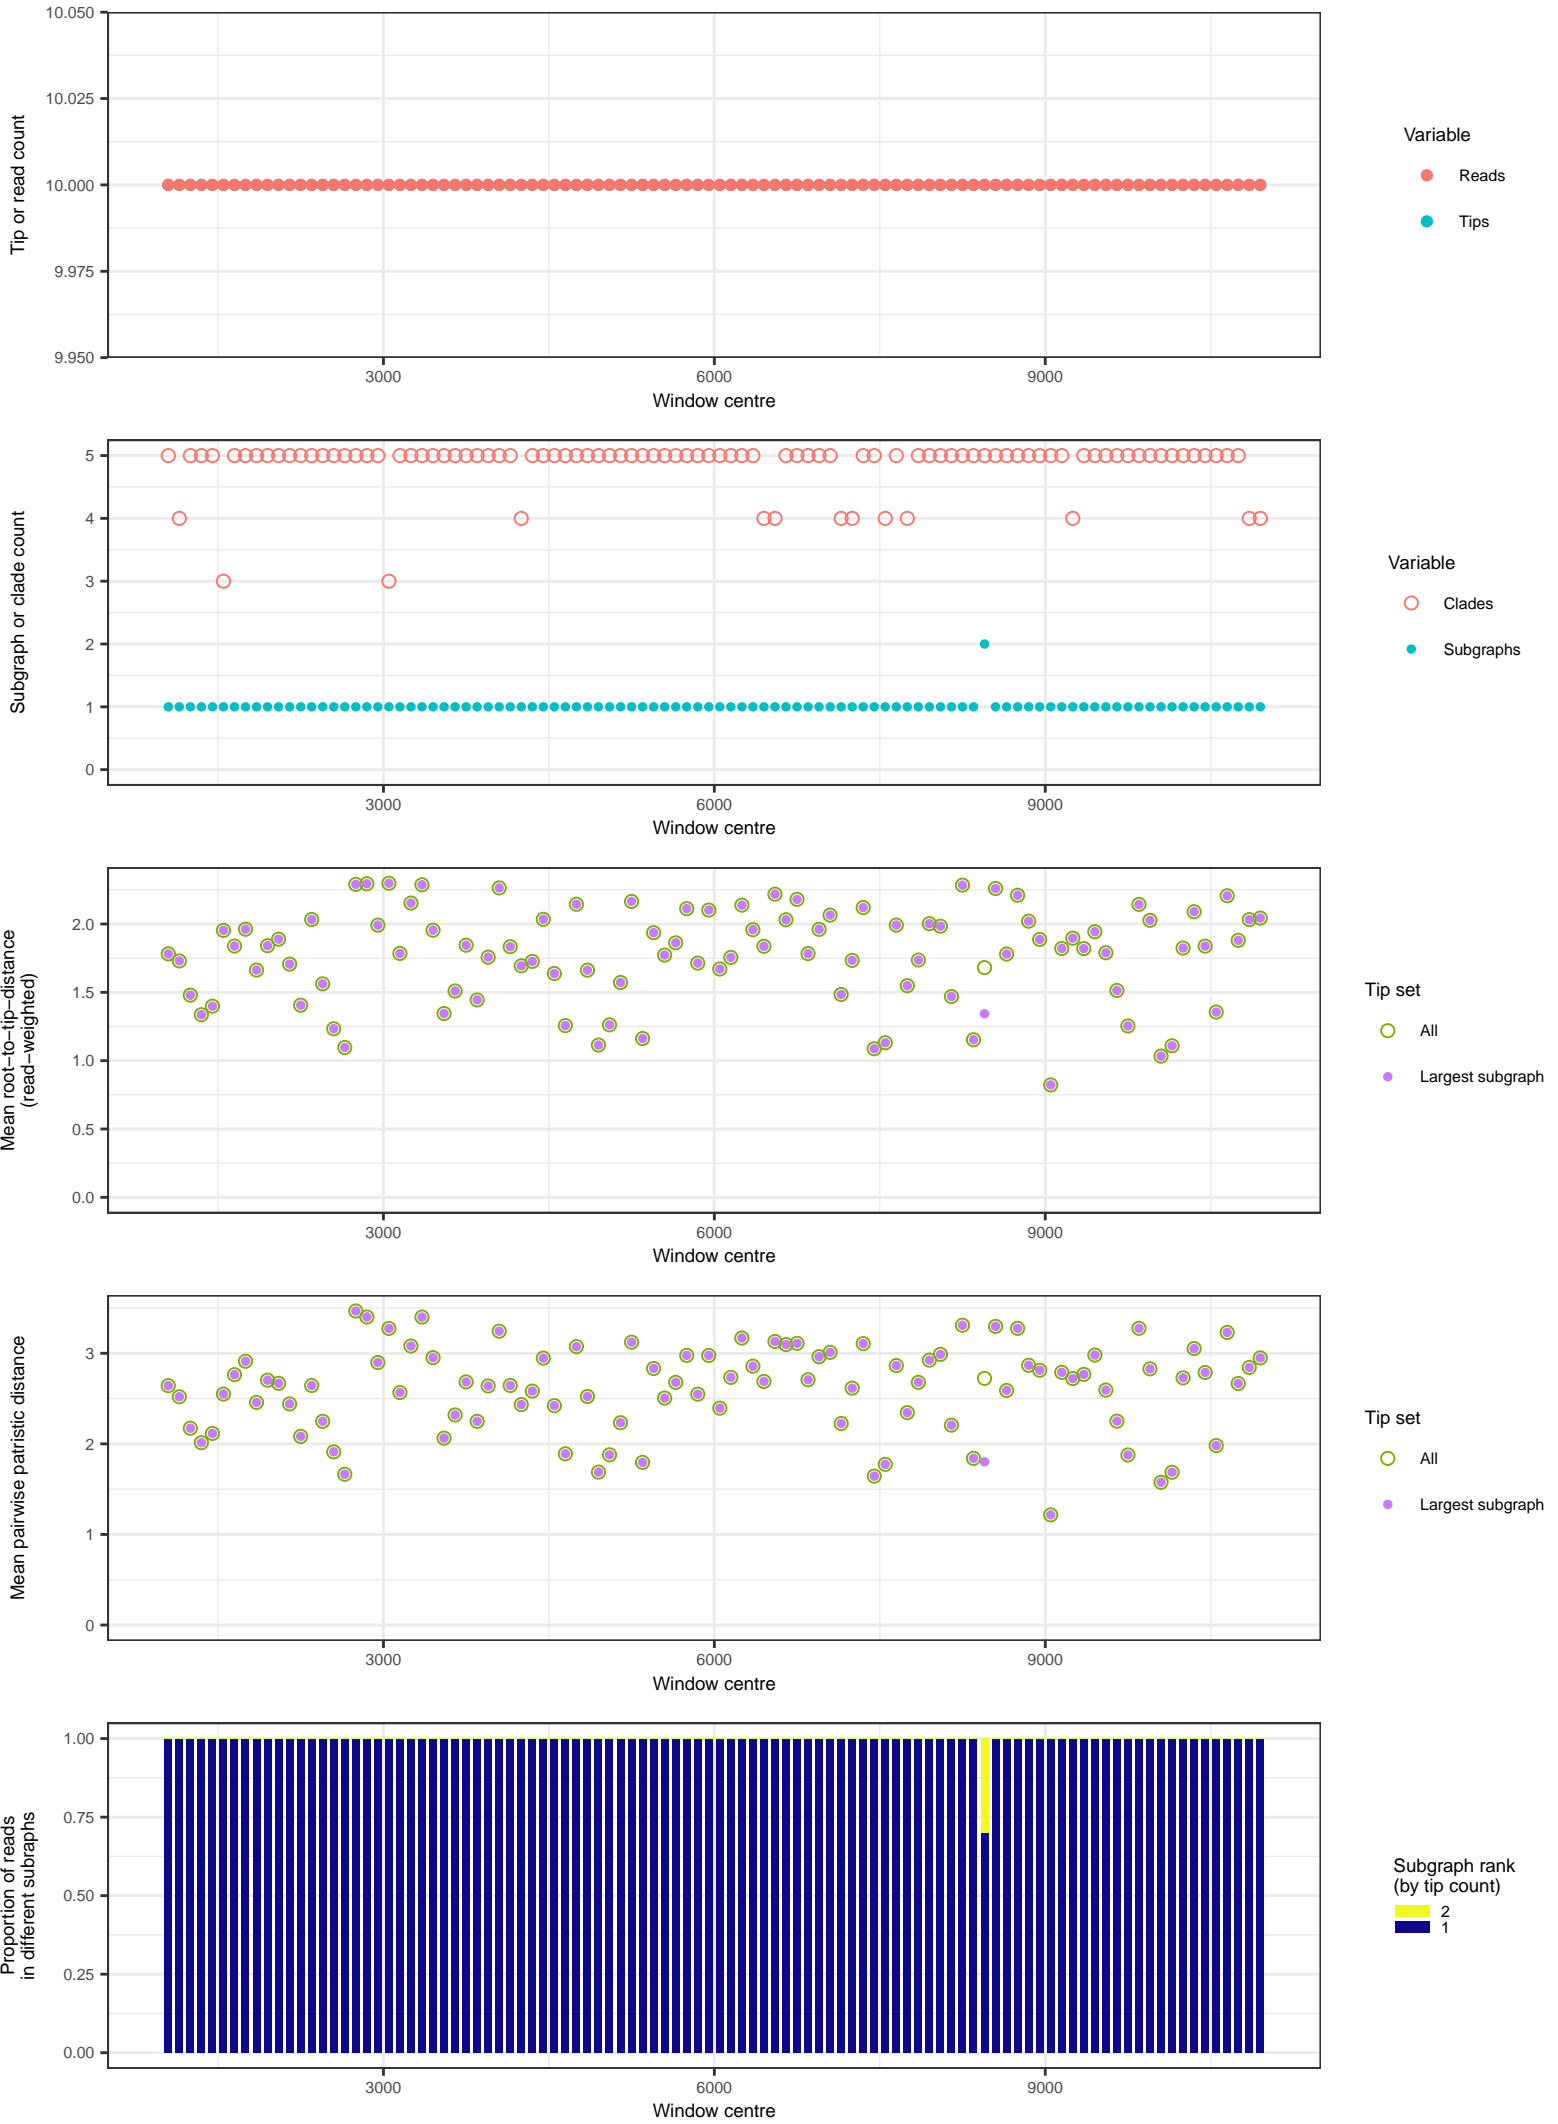 10.050
10.025
10.000
9.975
9.950
Tip or read count
3000 6000 9000
Window centre
Variable
Reads
Tips
5
4
3
2
1
0
Subgraph or clade count
3000 6000 9000
Window centre
Variable
Clades
Subgraphs
2.0
1.5
1.0
0.5
0.0
Mean root−to−tip−distance
(read−weighted)
3000 6000 9000
Window centre
Tip set
All
Largest subgraph
3
2
1
0
Mean pairwise patristic distance
3000 6000 9000
Window centre
Tip set
All
Largest subgraph
1.00
0.75
0.50
0.25
0.00
Proportion of reads
in different subraphs
3000 6000 9000
Window centre
Subgraph rank
(by tip count)
2
1